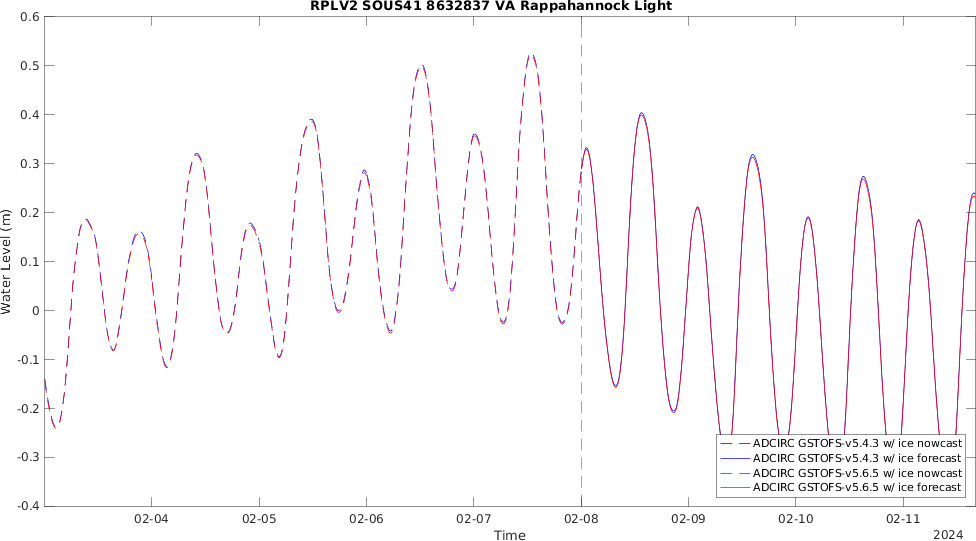 RPLV2 SOUS41 8632837 VA Rappahannock Light
0.6
0.5
0.4
0.3
0.2
0.1
0
-0.1
-0.2
-0.3
-0.4
Water Level (m)
ADCIRC GSTOFS-v5.4.3 w/ ice nowcast
ADCIRC GSTOFS-v5.4.3 w/ ice forecast
ADCIRC GSTOFS-v5.6.5 w/ ice nowcast
ADCIRC GSTOFS-v5.6.5 w/ ice forecast
02-04 02-05 02-06 02-07 02-08 02-09 02-10 02-11
Time
2024